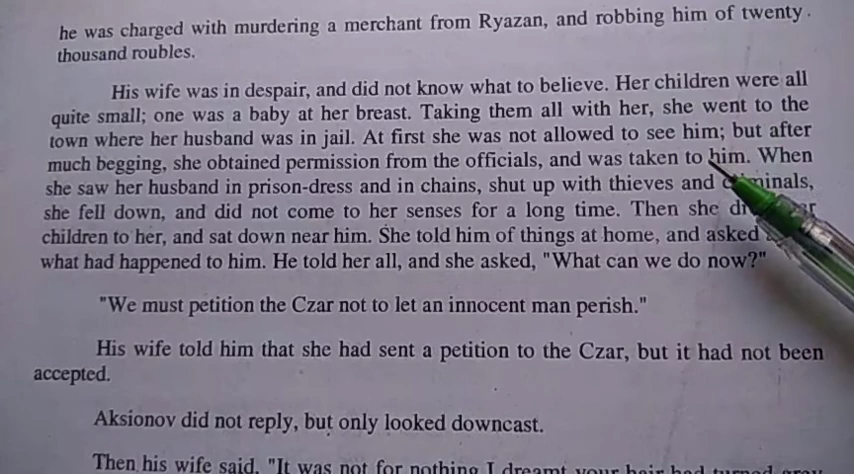 he was charged with murdering a merchant from Ryazan, and robbing him of twenty
thousand roubles.
His wife was in despair, and did not know what to believe. Her children were all
quite small; one was a baby at her breast. Taking them all with her, she went to the
town where her husband was in jail. At first she was not allowed to see him; but after
much begging, she obtained permission from the officials, and was taken to him. When
she saw her husband in prison-dress and in chains, shut up with thieves and
she fell down, and did not come to her senses for a long time. Then she
children to her, and sat down near him. She told him of things at home, and asked
what had happened to him. He told her all, and she asked, "What can we do now?"
"We must petition the Czar not to let an innocent man perish."
His wife told him that she had sent a petition to the Czar, but it had not been
accepted.
Aksionov did not reply, but only looked downcast.
Then his wife said, "It was not for nothing I dreamt your hair had turned gray